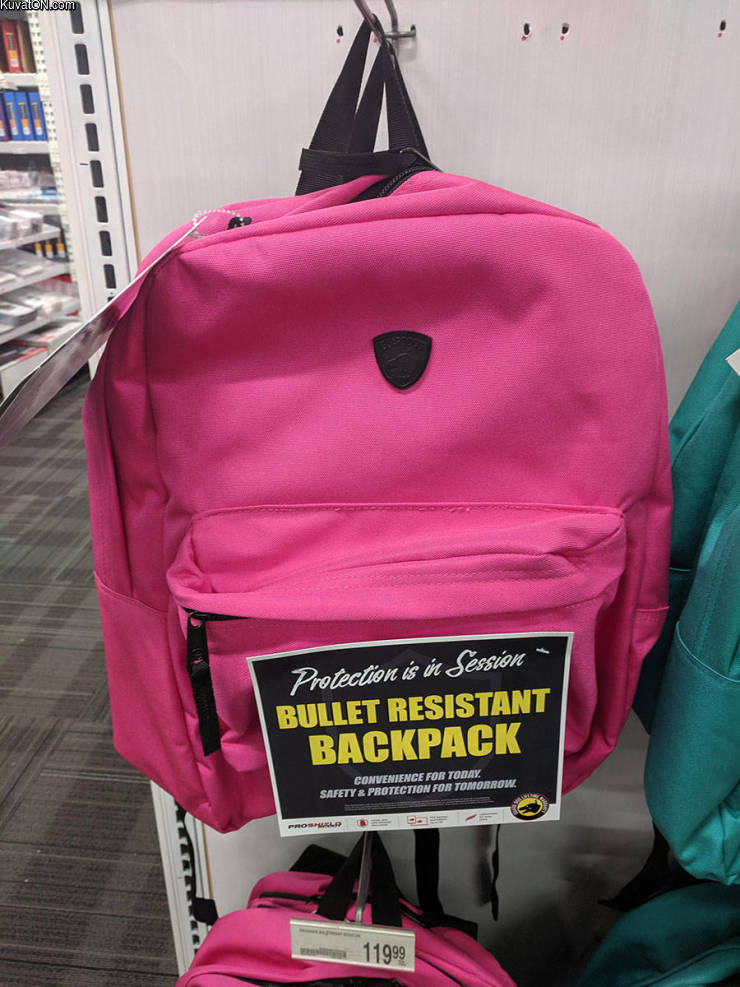 KuvatON.com
Protection is in Session
BULLET RESISTANT
BACKPACK
CONVENIENCE FOR TODAY.
SAFETY & PROTECTION FOR TOMORROW.
PROSHIELD
119 99